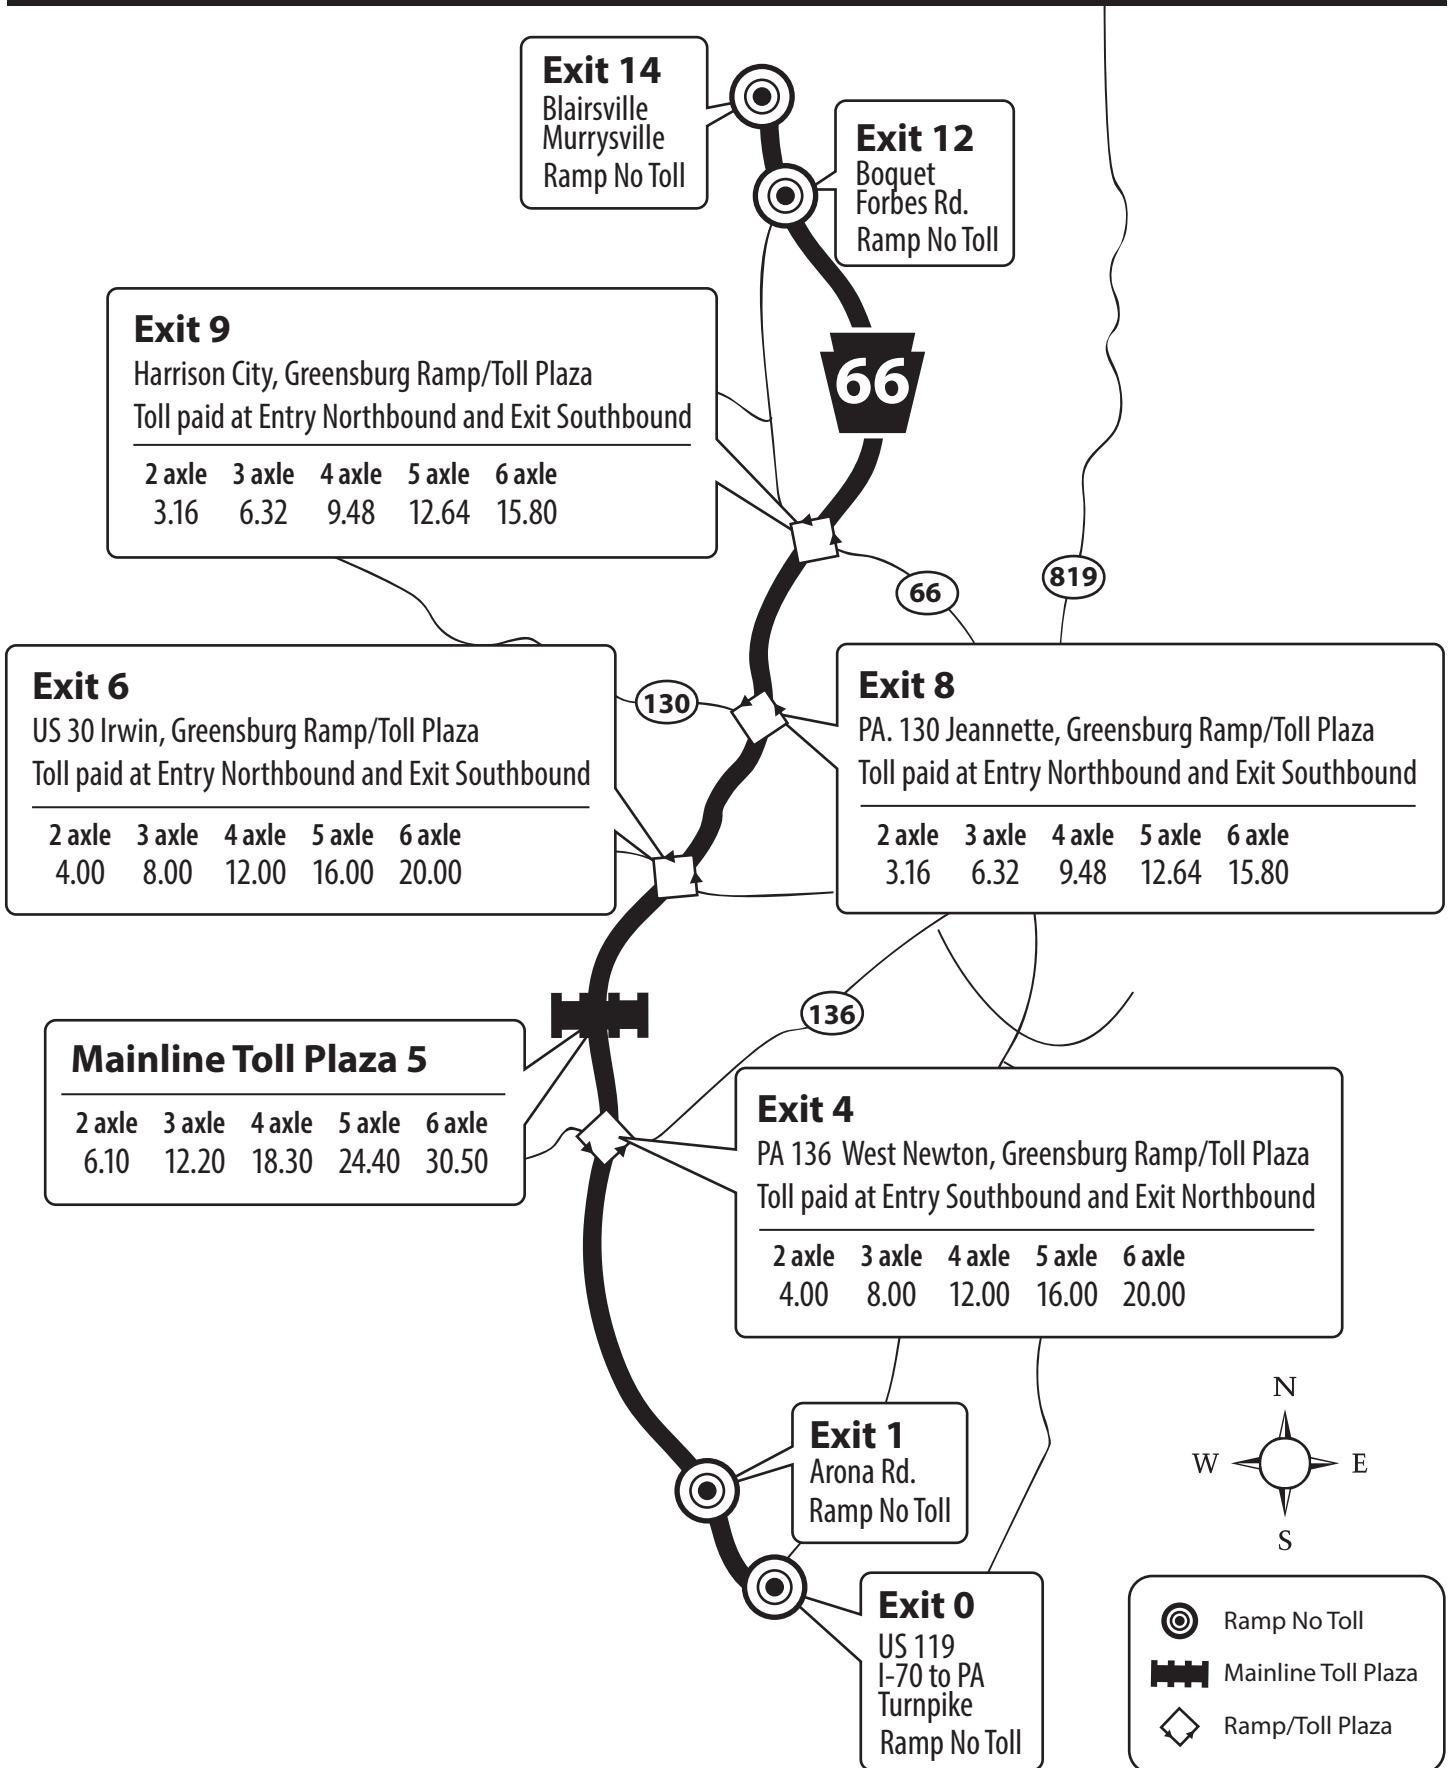 Exit 14
Blairsville
Murrysville
Ramp No Toll
Exit 12
Boquet
Forbes Rd.
Ramp No Toll
66
Exit 9
Harrison City, Greensburg Ramp/Toll Plaza
Toll paid at Entry Northbound and Exit Southbound
2 axle 3 axle 4 axle 5 axle 6 axle
3.16 6.32 9.48 12.64 15.80
66
819
130
Exit 6
US 30 Irwin, Greensburg Ramp/Toll Plaza
Toll paid at Entry Northbound and Exit Southbound
2 axle 3 axle 4 axle 5 axle 6 axle
4.00 8.00 12.00 16.00 20.00
Exit 8
PA. 130 Jeannette, Greensburg Ramp/Toll Plaza
Toll paid at Entry Northbound and Exit Southbound
2 axle 3 axle 4 axle 5 axle 6 axle
3.16 6.32 9.48 12.64 15.80
136
Mainline Toll Plaza 5
2 axle 3 axle 4 axle 5 axle 6 axle
6.10 12.20 18.30 24.40 30.50
Exit 4
PA 136 West Newton, Greensburg Ramp/Toll Plaza
Toll paid at Entry Southbound and Exit Northbound
2 axle 3 axle 4 axle 5 axle 6 axle
4.00 8.00 12.00 16.00 20.00
Exit 1
Arona Rd.
Ramp No Toll
N
W E
S
Exit 0
US 119
I-70 to PA
Turnpike
Ramp No Toll
Ramp No Toll
Mainline Toll Plaza
Ramp/Toll Plaza